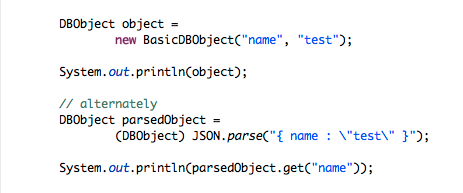 DBObject object =
new BasicDBObject("name", "test");
System.out.println(object);
// alternately
DBObject parsedObject =
(DBObject) JSON.parse("{ name : \"test\" }");
System.out.println(parsedObject.get("name"));